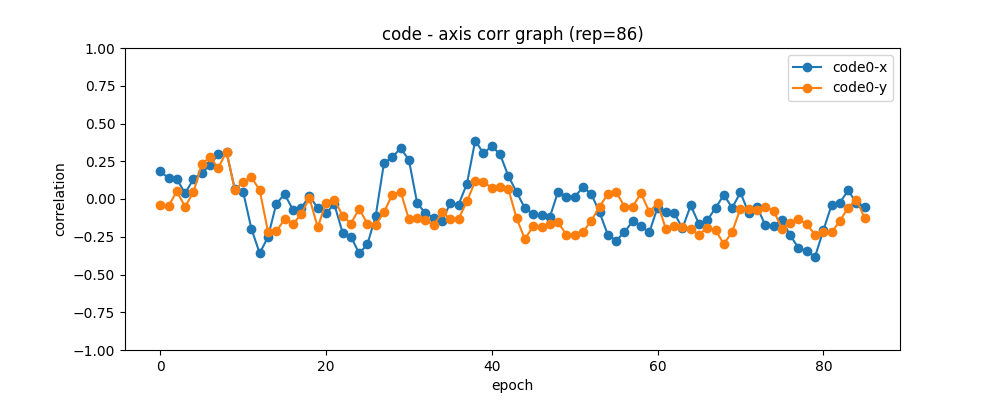 code - axis corr graph (rep=86)
1.00
0.75
0.50
0.25
0.00
−0.25
−0.50
−0.75
−1.00
correlation
code0-x
code0-y
0 20 40 60 80
epoch